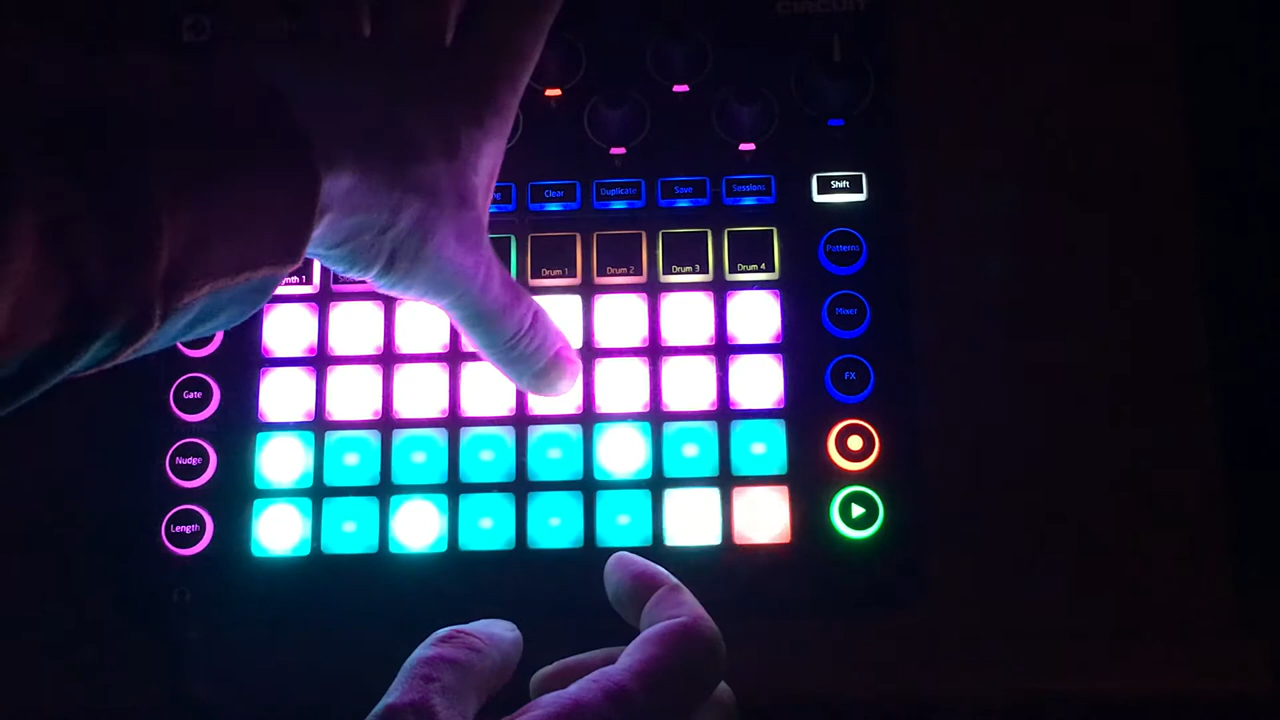 CIRCUIT
Clear
Duplicate
Save
Sessions
Shift
Drum 1
Drum 2
Drum 3
Drum 4
Patterns
Mixer
FX
Gate
Nudge
Length